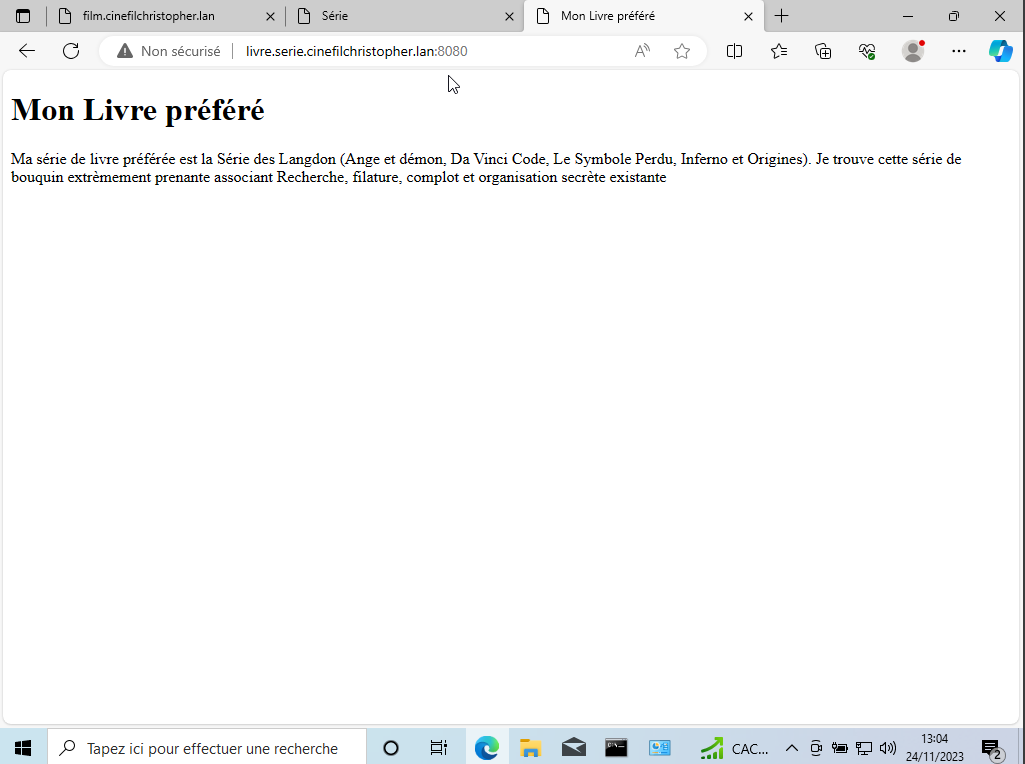 film.cinefilchristopher.lan
Série
Mon Livre préféré
Non sécurisé
livre.serie.cinefilchristopher.lan:8080
Mon Livre préféré
Ma série de livre préférée est la Série des Langdon (Ange et démon, Da Vinci Code, Le Symbole Perdu, Inferno et Origines). Je trouve cette série de
bouquin extrèmement prenante associant Recherche, filature, complot et organisation secrète existante
Tapez ici pour effectuer une recherche
CAC...
13:04
24/11/2023
2